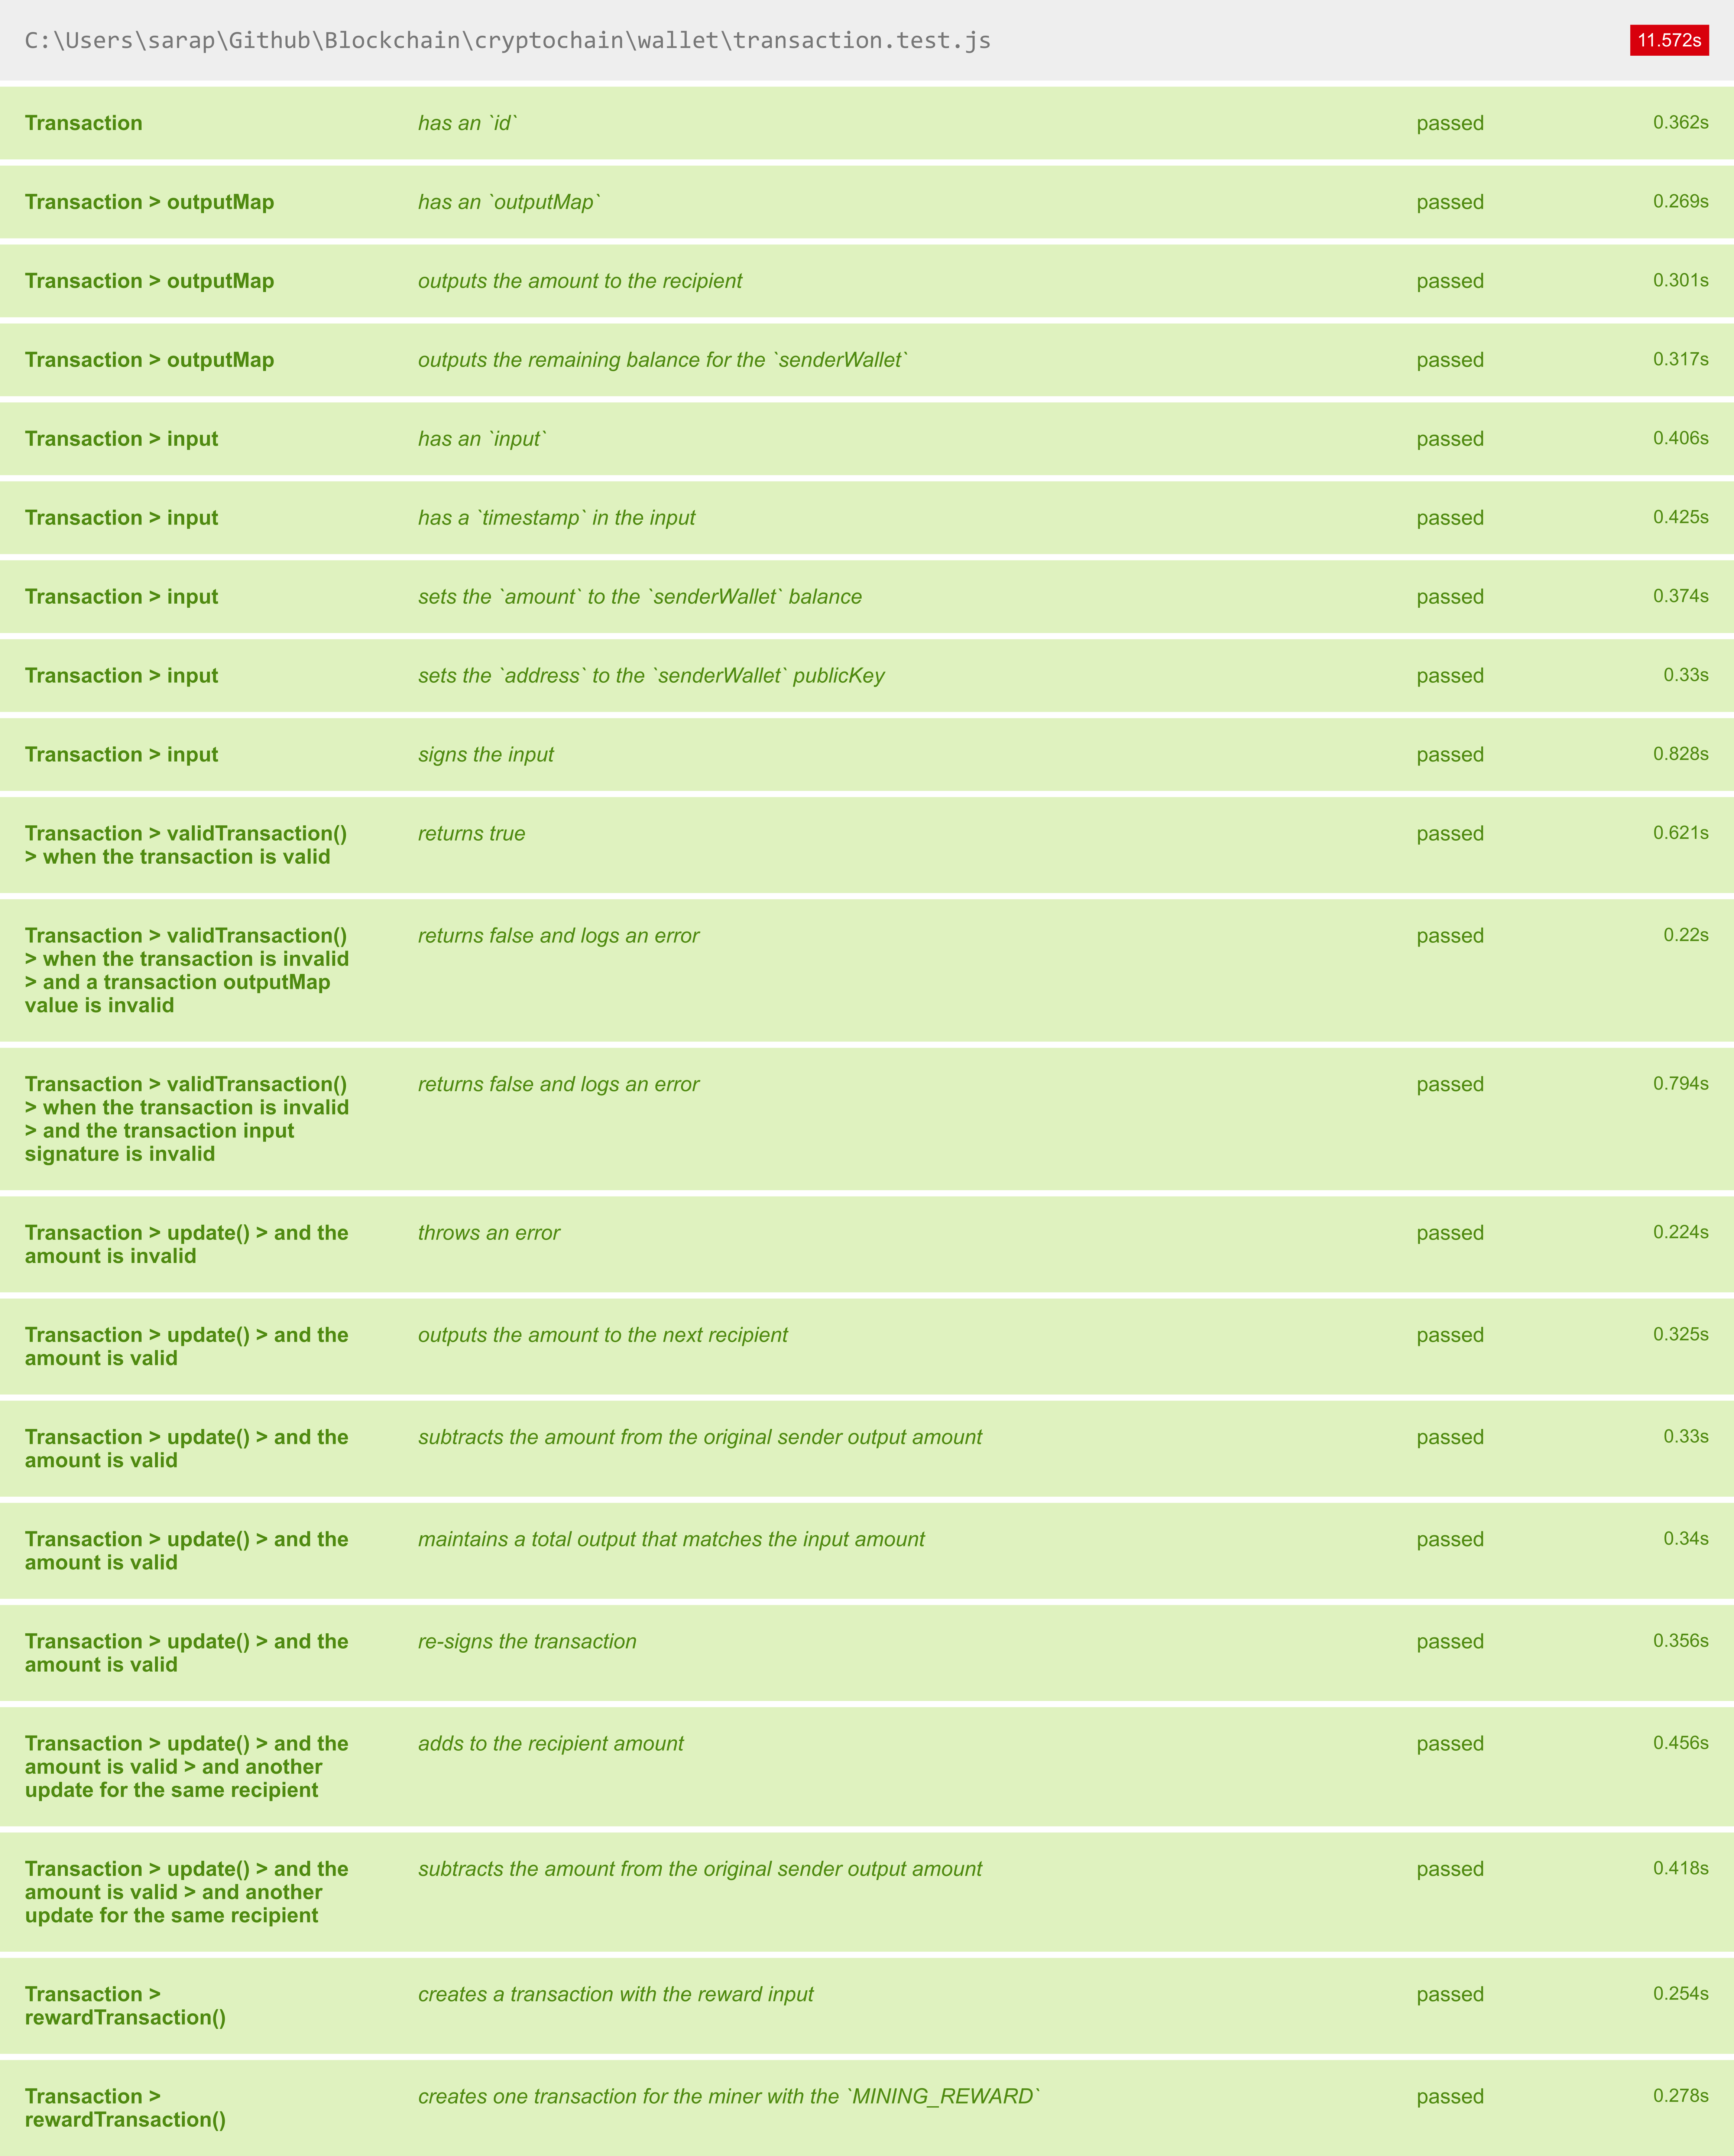 C:\Users\sarap\Github\Blockchain\cryptochain\wallet\transaction.test.js 11.572s
Transaction has an `id` passed 0.362s
Transaction > outputMap has an `outputMap` passed 0.269s
Transaction > outputMap outputs the amount to the recipient passed 0.301s
Transaction > outputMap outputs the remaining balance for the `senderWallet` passed 0.317s
Transaction > input has an `input` passed 0.406s
Transaction > input has a `timestamp` in the input passed 0.425s
Transaction > input sets the `amount` to the `senderWallet` balance passed 0.374s
Transaction > input sets the `address` to the `senderWallet` publicKey passed 0.33s
Transaction > input signs the input passed 0.828s
Transaction > validTransaction() returns true passed 0.621s
> when the transaction is valid
Transaction > validTransaction() returns false and logs an error passed 0.22s
> when the transaction is invalid
> and a transaction outputMap
value is invalid
Transaction > validTransaction() returns false and logs an error passed 0.794s
> when the transaction is invalid
> and the transaction input
signature is invalid
Transaction > update() > and the throws an error passed 0.224s
amount is invalid
Transaction > update() > and the outputs the amount to the next recipient passed 0.325s
amount is valid
Transaction > update() > and the subtracts the amount from the original sender output amount passed 0.33s
amount is valid
Transaction > update() > and the maintains a total output that matches the input amount passed 0.34s
amount is valid
Transaction > update() > and the re-signs the transaction passed 0.356s
amount is valid
Transaction > update() > and the adds to the recipient amount passed 0.456s
amount is valid > and another
update for the same recipient
Transaction > update() > and the subtracts the amount from the original sender output amount passed 0.418s
amount is valid > and another
update for the same recipient
Transaction > creates a transaction with the reward input passed 0.254s
rewardTransaction()
Transaction > creates one transaction for the miner with the `MINING_REWARD` passed 0.278s
rewardTransaction()